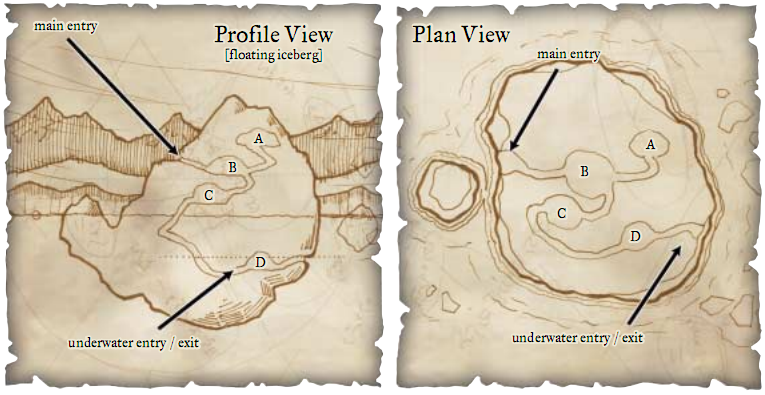 Profile View
[floating iceberg]
main entry
A
B
C
D
underwater entry / exit
Plan View
main entry
A
B
C
D
underwater entry / exit